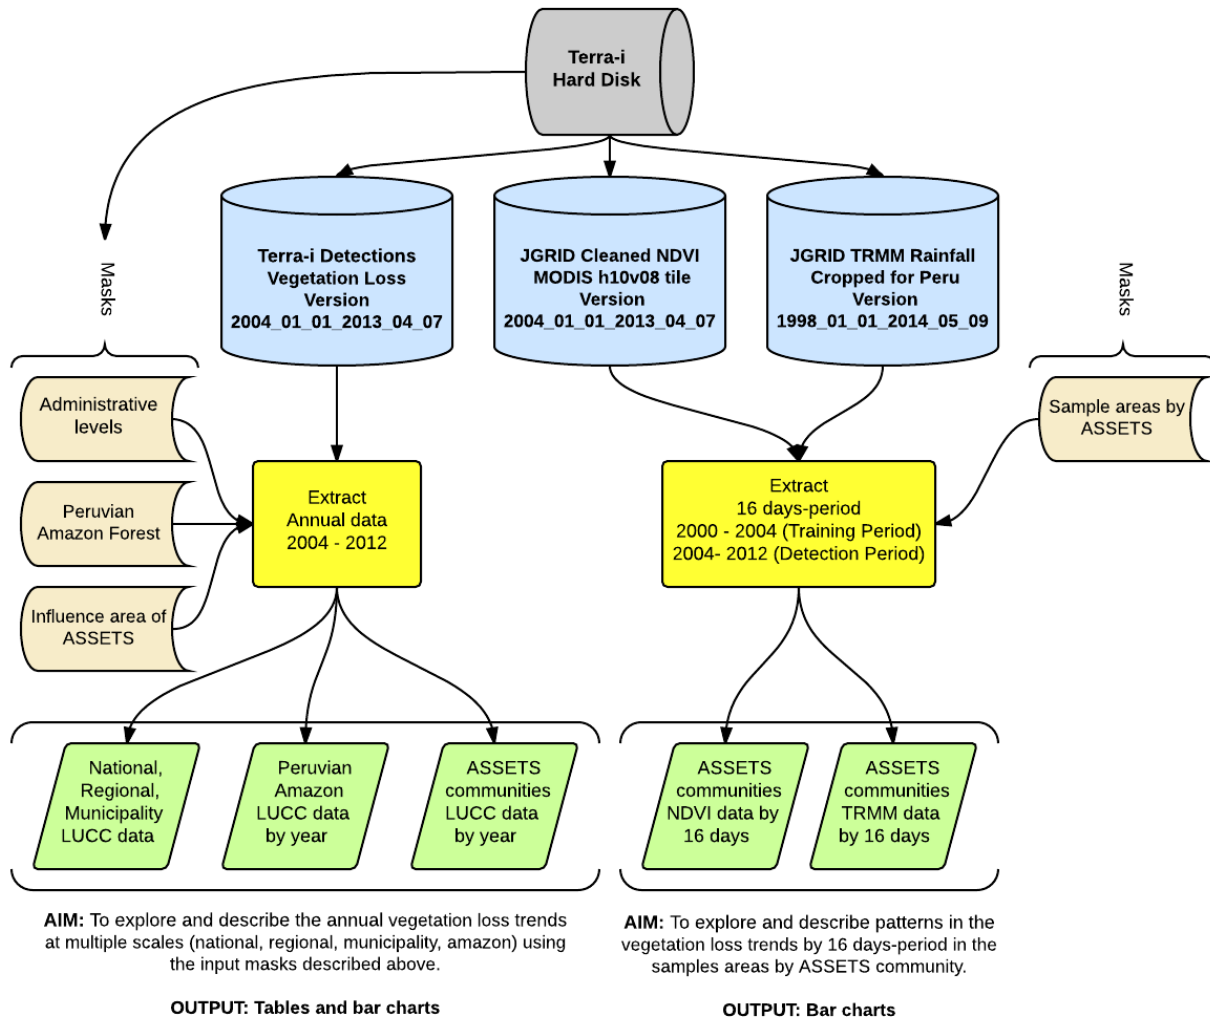 Terra-i
Hard Disk
Terra-i Detections
Vegetation Loss
Version
2004_01_01_2013_04_07
JGRID Cleaned NDVI
MODIS h10v08 tile
Version
2004_01_01_2013_04_07
JGRID TRMM Rainfall
Cropped for Peru
Version
1998_01_01_2014_05_09
Masks
Masks
Administrative
levels
Peruvian
Amazon Forest
Influence area of
ASSETS
Extract
Annual data
2004 - 2012
Extract
16 days-period
2000 - 2004 (Training Period)
2004- 2012 (Detection Period)
Sample areas by
ASSETS
National,
Regional,
Municipality
LUCC data
Peruvian
Amazon
LUCC data
by year
ASSETS
communities
LUCC data
by year
ASSETS
communities
NDVI data by
16 days
ASSETS
communities
TRMM data
by 16 days
AIM: To explore and describe the annual vegetation loss trends
at multiple scales (national, regional, municipality, amazon) using
the input masks described above.
OUTPUT: Tables and bar charts
AIM: To explore and describe patterns in the
vegetation loss trends by 16 days-period in the
samples areas by ASSETS community.
OUTPUT: Bar charts